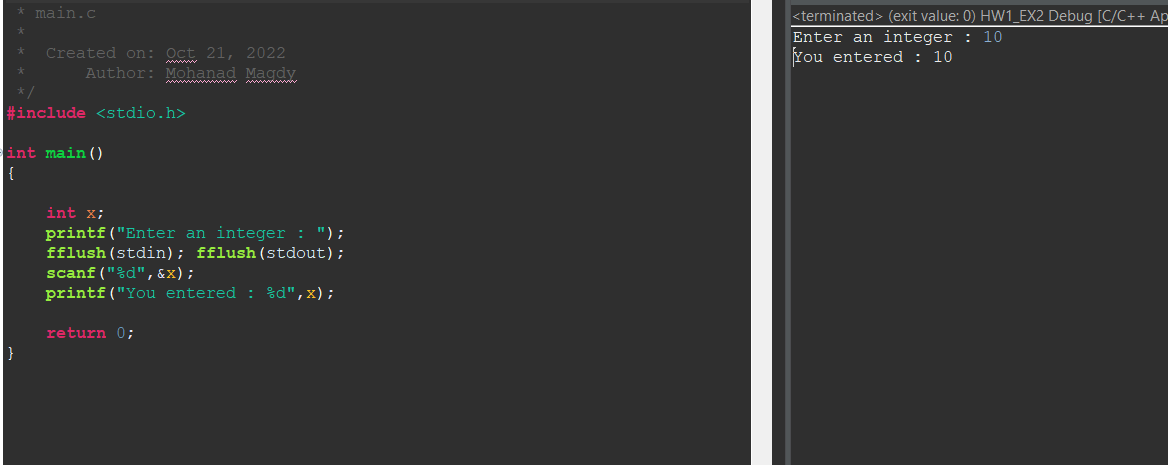 * main.c
*
*  Created on: Oct 21, 2022
*      Author: Mohanad Magdy
*/
#include <stdio.h>
int main()
{
int x;
printf("Enter an integer : ");
fflush(stdin); fflush(stdout);
scanf("%d",&x);
printf("You entered : %d",x);
return 0;
}
<terminated> (exit value: 0) HW1_EX2 Debug [C/C++ Ap
Enter an integer : 10
You entered : 10